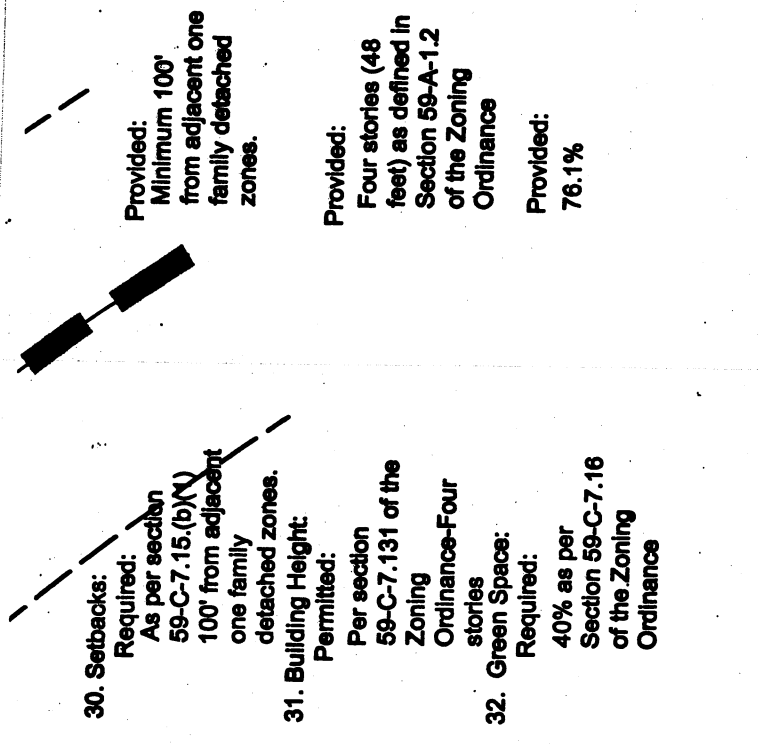 30. Setbacks:
Required:
As per section
59-C-7.15.(b)(1)
100' from adjacent
one family
detached zones.
Provided:
Minimum 100'
from adjacent one
family detached
zones.
31. Building Height:
Permitted:
Per section
59-C-7.131 of the
Zoning
Ordinance-Four
stories
Provided:
Four stories (48
feet) as defined in
Section 59-A-1.2
of the Zoning
Ordinance
32. Green Space:
Required:
40% as per
Section 59-C-7.16
of the Zoning
Ordinance
Provided:
76.1%